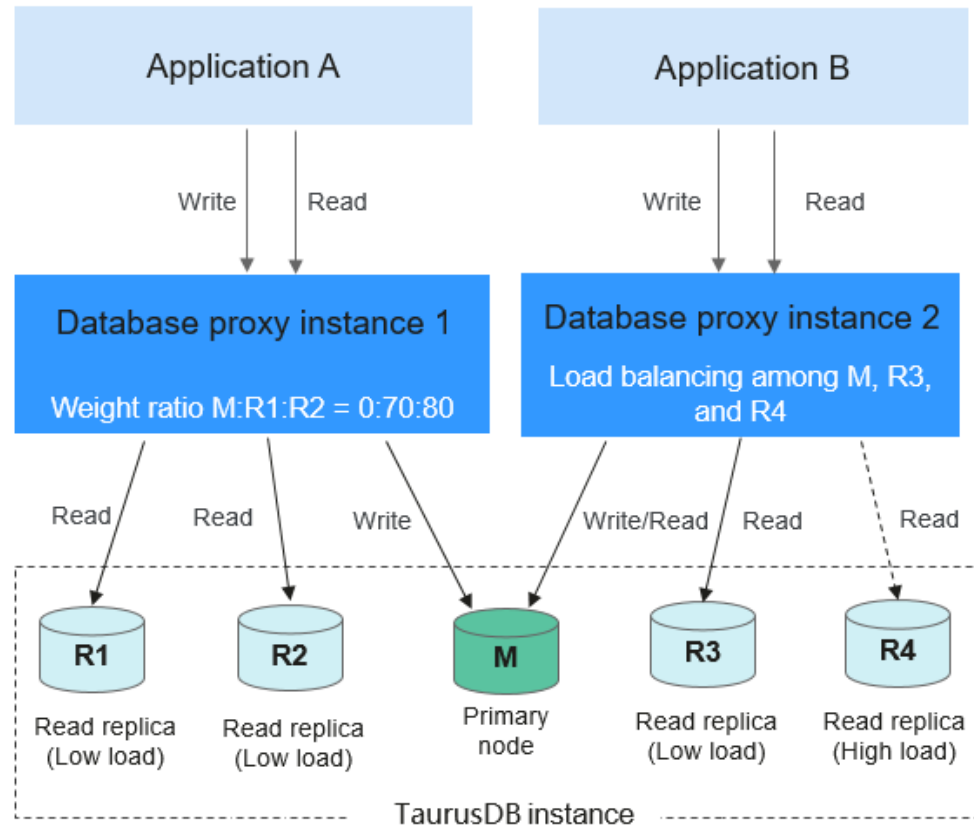 Application A
Application B
Write
Read
Write
Read
Database proxy instance 1
Weight ratio M:R1:R2 = 0:70:80
Database proxy instance 2
Load balancing among M, R3,
and R4
Read
Read
Write
Write/Read
Read
Read
R1
R2
M
R3
R4
Read replica
(Low load)
Read replica
(Low load)
Primary
node
Read replica
(Low load)
Read replica
(High load)
TaurusDB instance